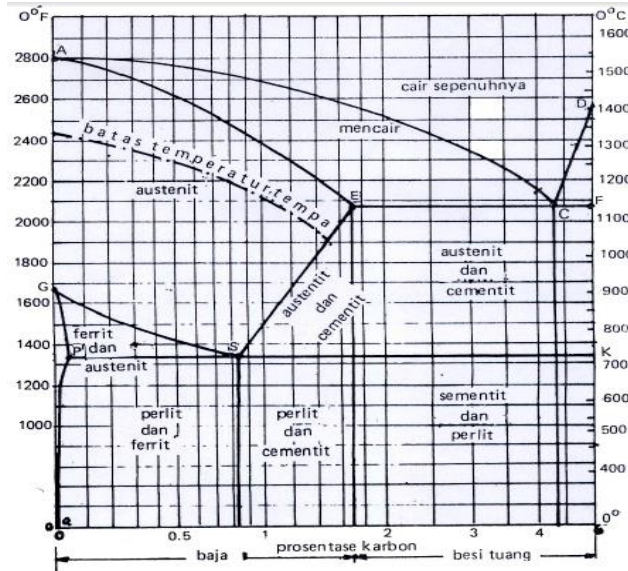 0°F
0°C
2800
2600
2400
2200
2000
1800
1600
1400
1200
1000
1600
1500
1400
1300
1200
1100
1000
900
800
700
600
500
400
0°
A
D
E
C
F
G
P
S
K
cair sepenuhnya
mencair
batas temperatur tempa
austenit
austenit
dan
cementit
austentit
dan
cementit
ferrit
dan
austenit
perlit
dan
ferrit
perlit
dan
cementit
sementit
dan
perlit
0.5
1
2
3
4
prosentase karbon
baja
besi tuang